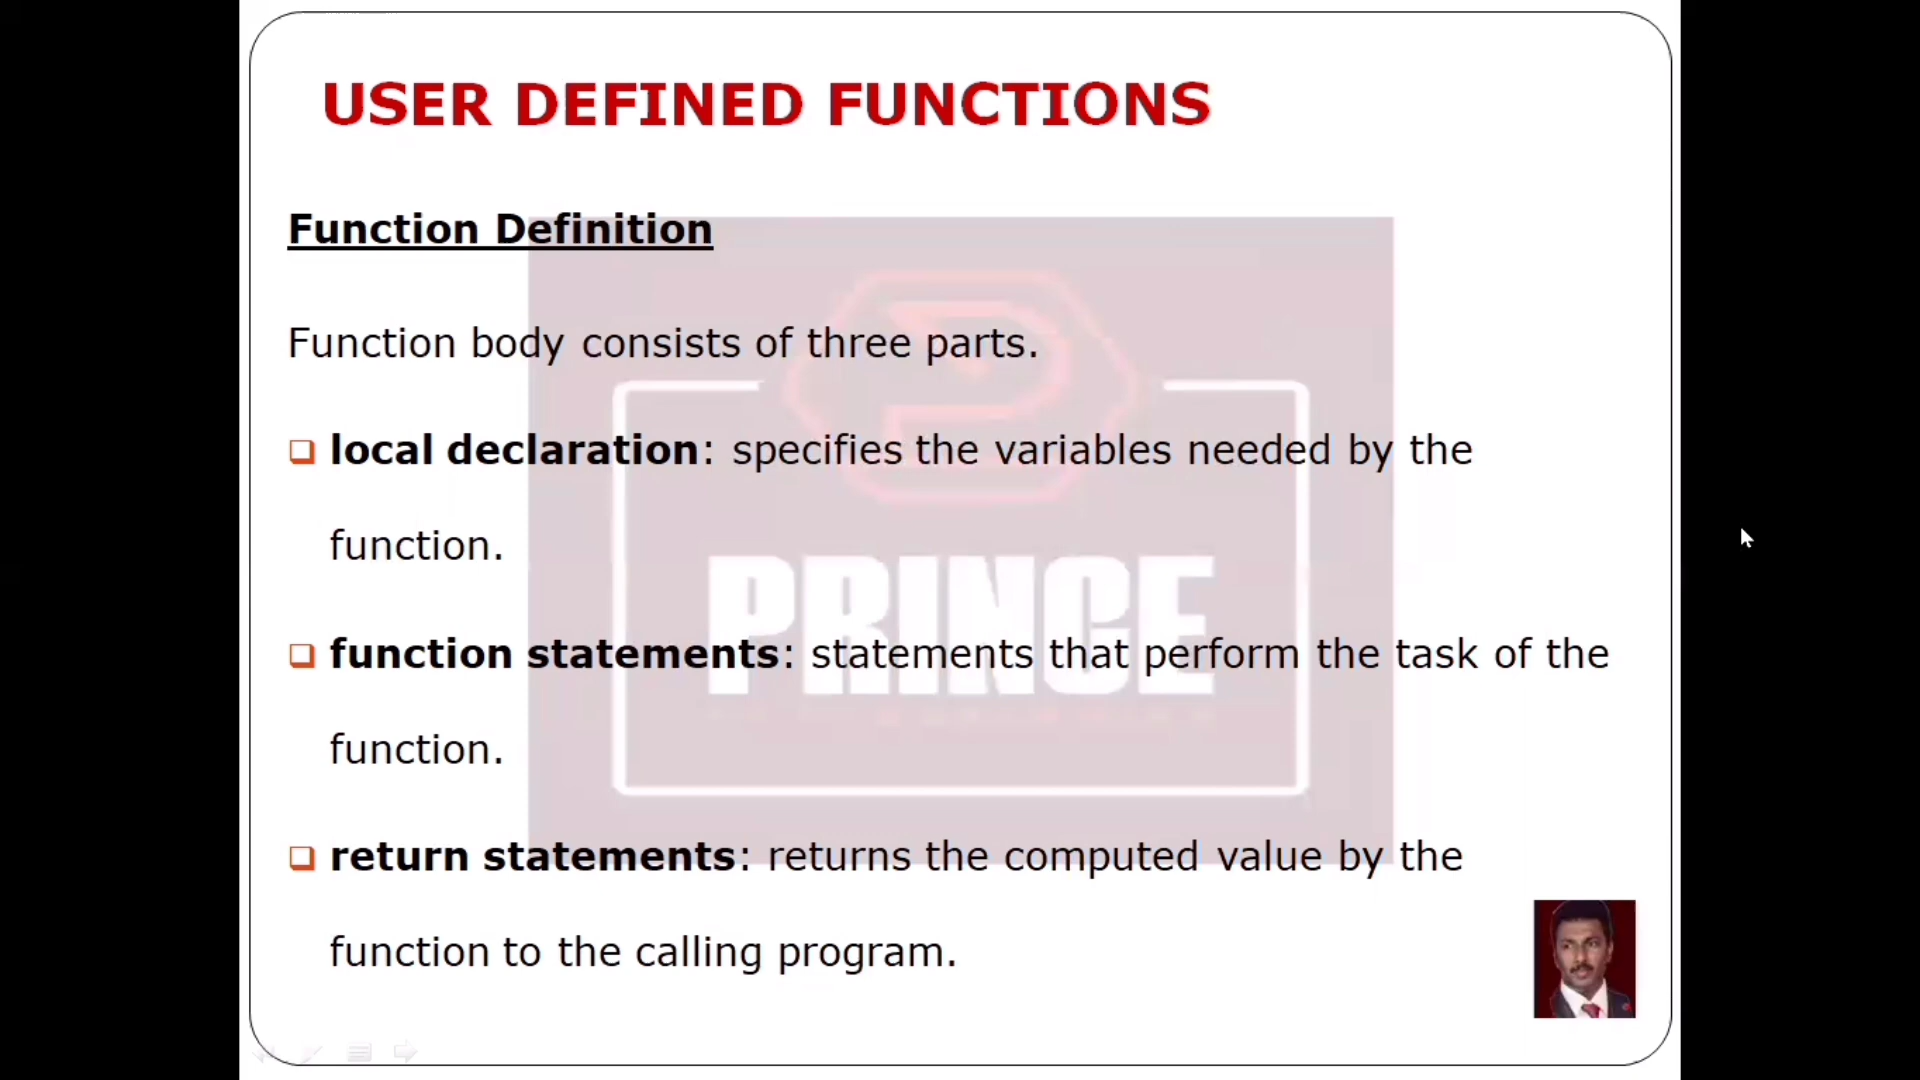 USER DEFINED FUNCTIONS
Function Definition
Function body consists of three parts.
local declaration: specifies the variables needed by the
function.
PRINCE
function statements: statements that perform the task of the
function.
return statements: returns the computed value by the
function to the calling program.